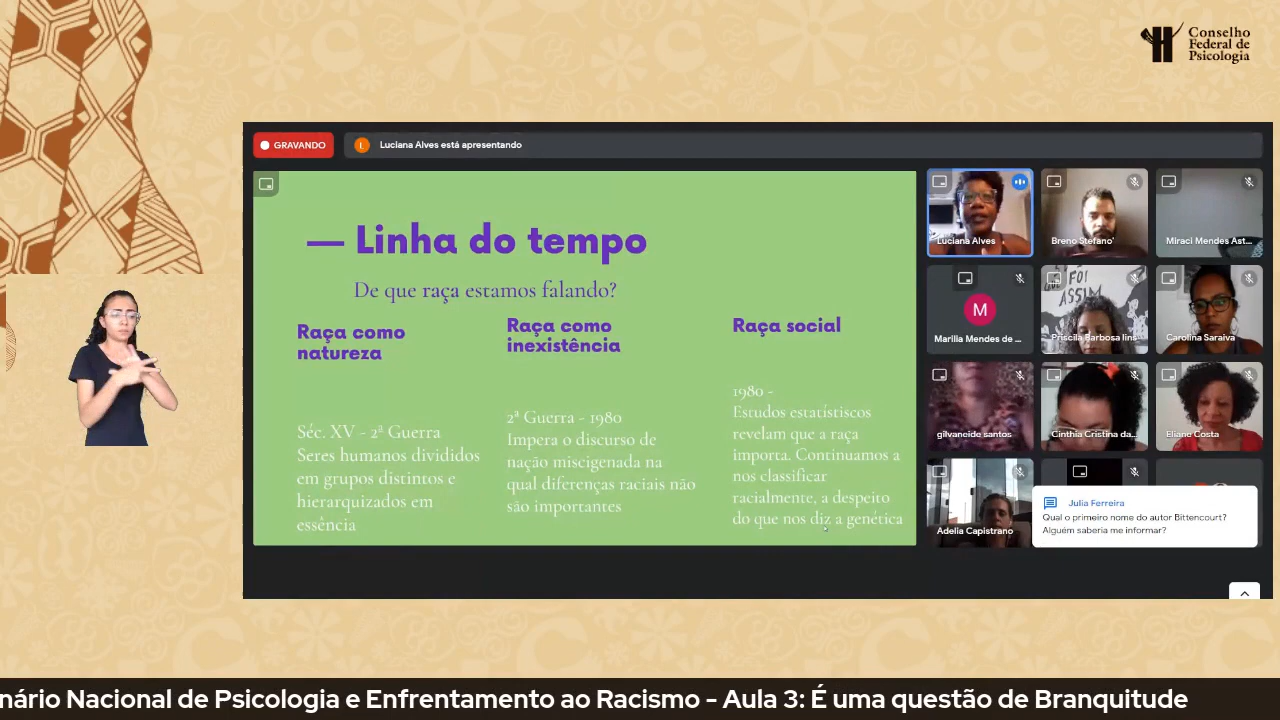 Conselho
Federal de
Psicologia
GRAVANDO
L
Luciana Alves está apresentando
— Linha do tempo
De que raça estamos falando?
Raça como
natureza
Séc. XV - 2ª Guerra
Seres humanos divididos
em grupos distintos e
hierarquizados em
essência
Raça como
inexistência
2ª Guerra - 1980
Impera o discurso de
nação miscigenada na
qual diferenças raciais não
são importantes
Raça social
1980 -
Estudos estatístiscos
revelam que a raça
importa. Continuamos a
nos classificar
racialmente, a despeito
do que nos diz a genética
Luciana Alves
Breno Stefano'
Miraci Mendes Ast...
M
Marilia Mendes de ...
FOI
ASSIM
Priscila Barbosa lins
Carolina Saraiva
gilvaneide santos
Cinthia Cristina da...
Eliane Costa
Adelia Capistrano
Julia Ferreira
Qual o primeiro nome do autor Bittencourt?
Alguém saberia me informar?
nário Nacional de Psicologia e Enfrentamento ao Racismo - Aula 3: É uma questão de Branquitude